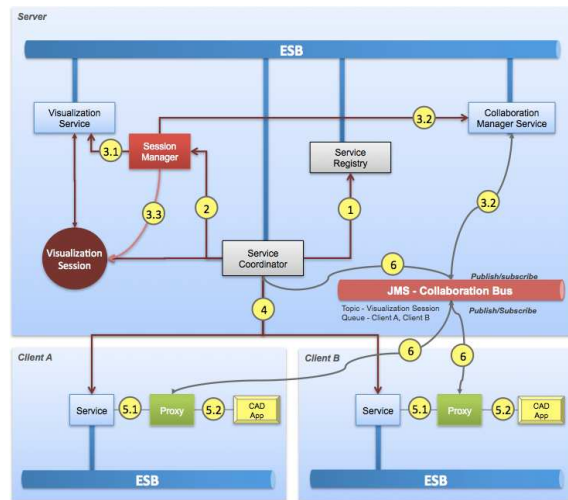 Server
ESB
Visualization
Service
Session
Manager
Service
Registry
Collaboration
Manager Service
3.1
3.2
3.3
2
1
3.2
Visualization
Session
Service
Coordinator
6
Publish/subscribe
JMS - Collaboration Bus
Topic - Visualization Session
Queue - Client A, Client B
Publish/Subscribe
4
Client A
6
Client B
6
Service
5.1
Proxy
5.2
CAD
App
ESB
Service
5.1
Proxy
5.2
CAD
App
ESB